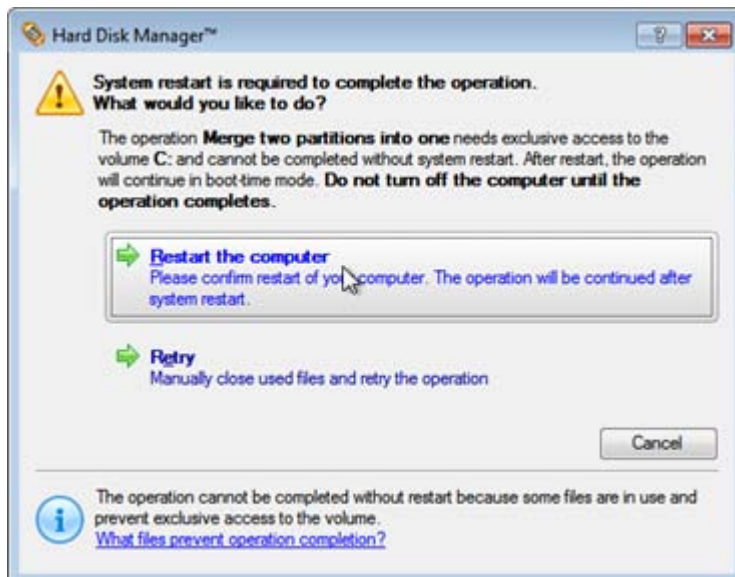 Hard Disk Manager™
System restart is required to complete the operation.
What would you like to do?
The operation Merge two partitions into one needs exclusive access to the
volume C: and cannot be completed without system restart. After restart, the operation
will continue in boot-time mode. Do not turn off the computer until the
operation completes.
Restart the computer
Please confirm restart of your computer. The operation will be continued after
system restart.
Retry
Manually close used files and retry the operation
Cancel
The operation cannot be completed without restart because some files are in use and
prevent exclusive access to the volume.
What files prevent operation completion?